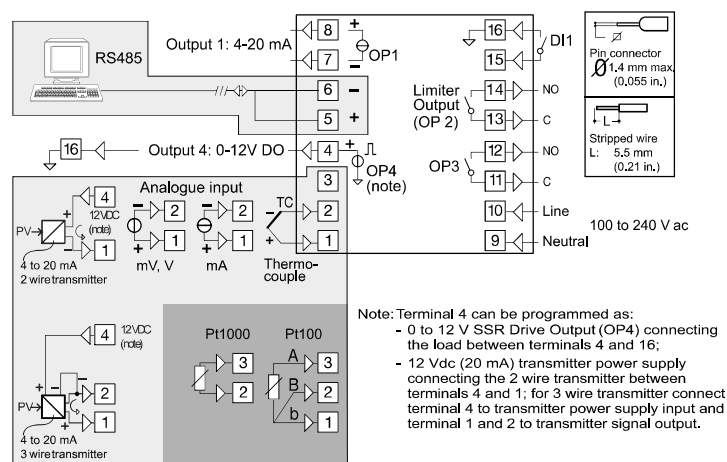 RS485
Output 1: 4-20 mA
8
+
7
−
OP1
6 −
5 +
16
Output 4: 0-12V DO
4
+
OP4
(note)
3
2
1
TC
−
+
Thermo-
couple
Analogue input
− 2
+ 1
mV, V
− 2
+ 1
mA
PV
+
−
4
12VDC
(note)
1
4 to 20 mA
2 wire transmitter
4
12VDC
(note)
+ − −
PV
+
2
1
4 to 20 mA
3 wire transmitter
Pt1000
3
2
Pt100
A 3
B 2
b 1
16
15
DI1
Limiter
Output
(OP 2)
14 NO
13 C
OP3
12 NO
11 C
10 Line
9 Neutral
100 to 240 V ac
Pin connector
Ø1.4 mm max.
(0.055 in.)
L
Stripped wire
L: 5.5 mm
(0.21 in.)
Note: Terminal 4 can be programmed as:
- 0 to 12 V SSR Drive Output (OP4) connecting
the load between terminals 4 and 16;
- 12 Vdc (20 mA) transmitter power supply
connecting the 2 wire transmitter between
terminals 4 and 1; for 3 wire transmitter connect
terminal 4 to transmitter power supply input and
terminal 1 and 2 to transmitter signal output.